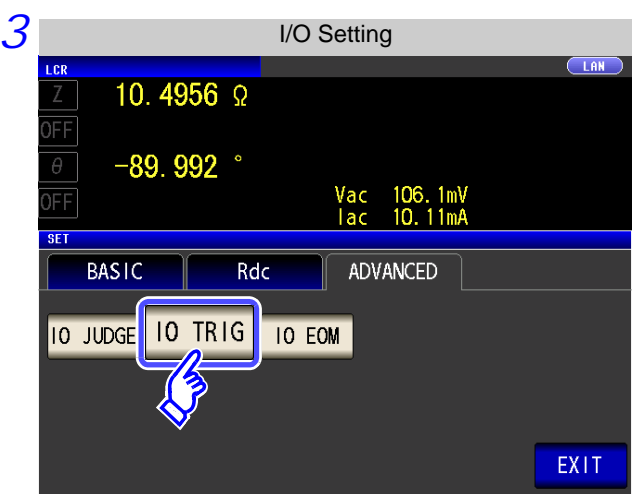 3
I/O Setting
LCR
LAN
Z 10.4956 Ω
OFF
θ -89.992 °
OFF
Vac 106.1mV
Iac 10.11mA
SET
BASIC Rdc ADVANCED
IO JUDGE IO TRIG IO EOM
EXIT